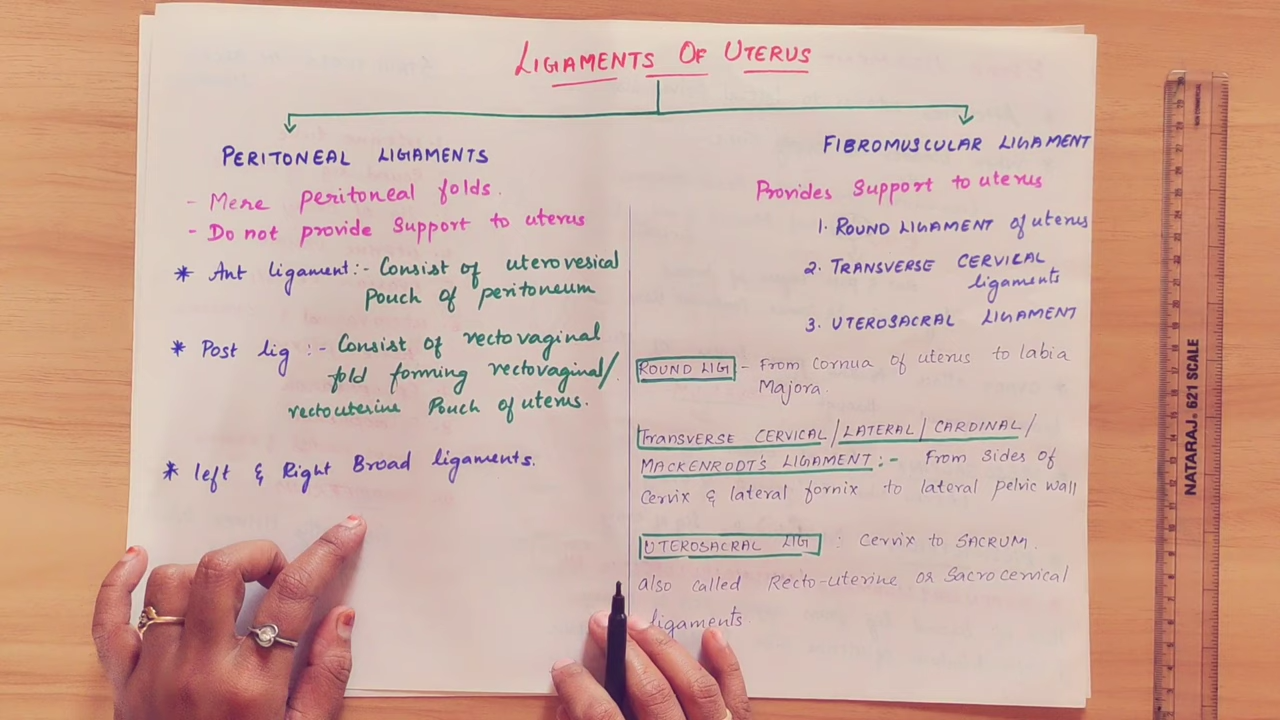 LIGAMENTS OF UTERUS
PERITONEAL LIGAMENTS
- Mere peritoneal folds.
- Do not provide Support to uterus
* Ant ligament:- Consist of uterovesical
Pouch of peritoneum
* Post lig :- Consist of rectovaginal
fold forming rectovaginal/
rectouterine Pouch of uterus.
* left & Right Broad ligaments.
FIBROMUSCULAR LIGAMENT
Provides Support to uterus
1. ROUND LIGAMENT of uterus
2. TRANSVERSE CERVICAL
ligaments
3. UTEROSACRAL LIGAMENT
ROUND LIG - From Cornua of uterus to labia
Majora.
TRANSVERSE CERVICAL/LATERAL/CARDINAL/
MACKENRODT'S LIGAMENT:- From sides of
Cervix & lateral fornix to lateral pelvic wall
UTEROSACRAL LIG : Cervix to SACRUM.
also called Recto-uterine or Sacrocervical
ligaments.
NATARAJ 621 SCALE